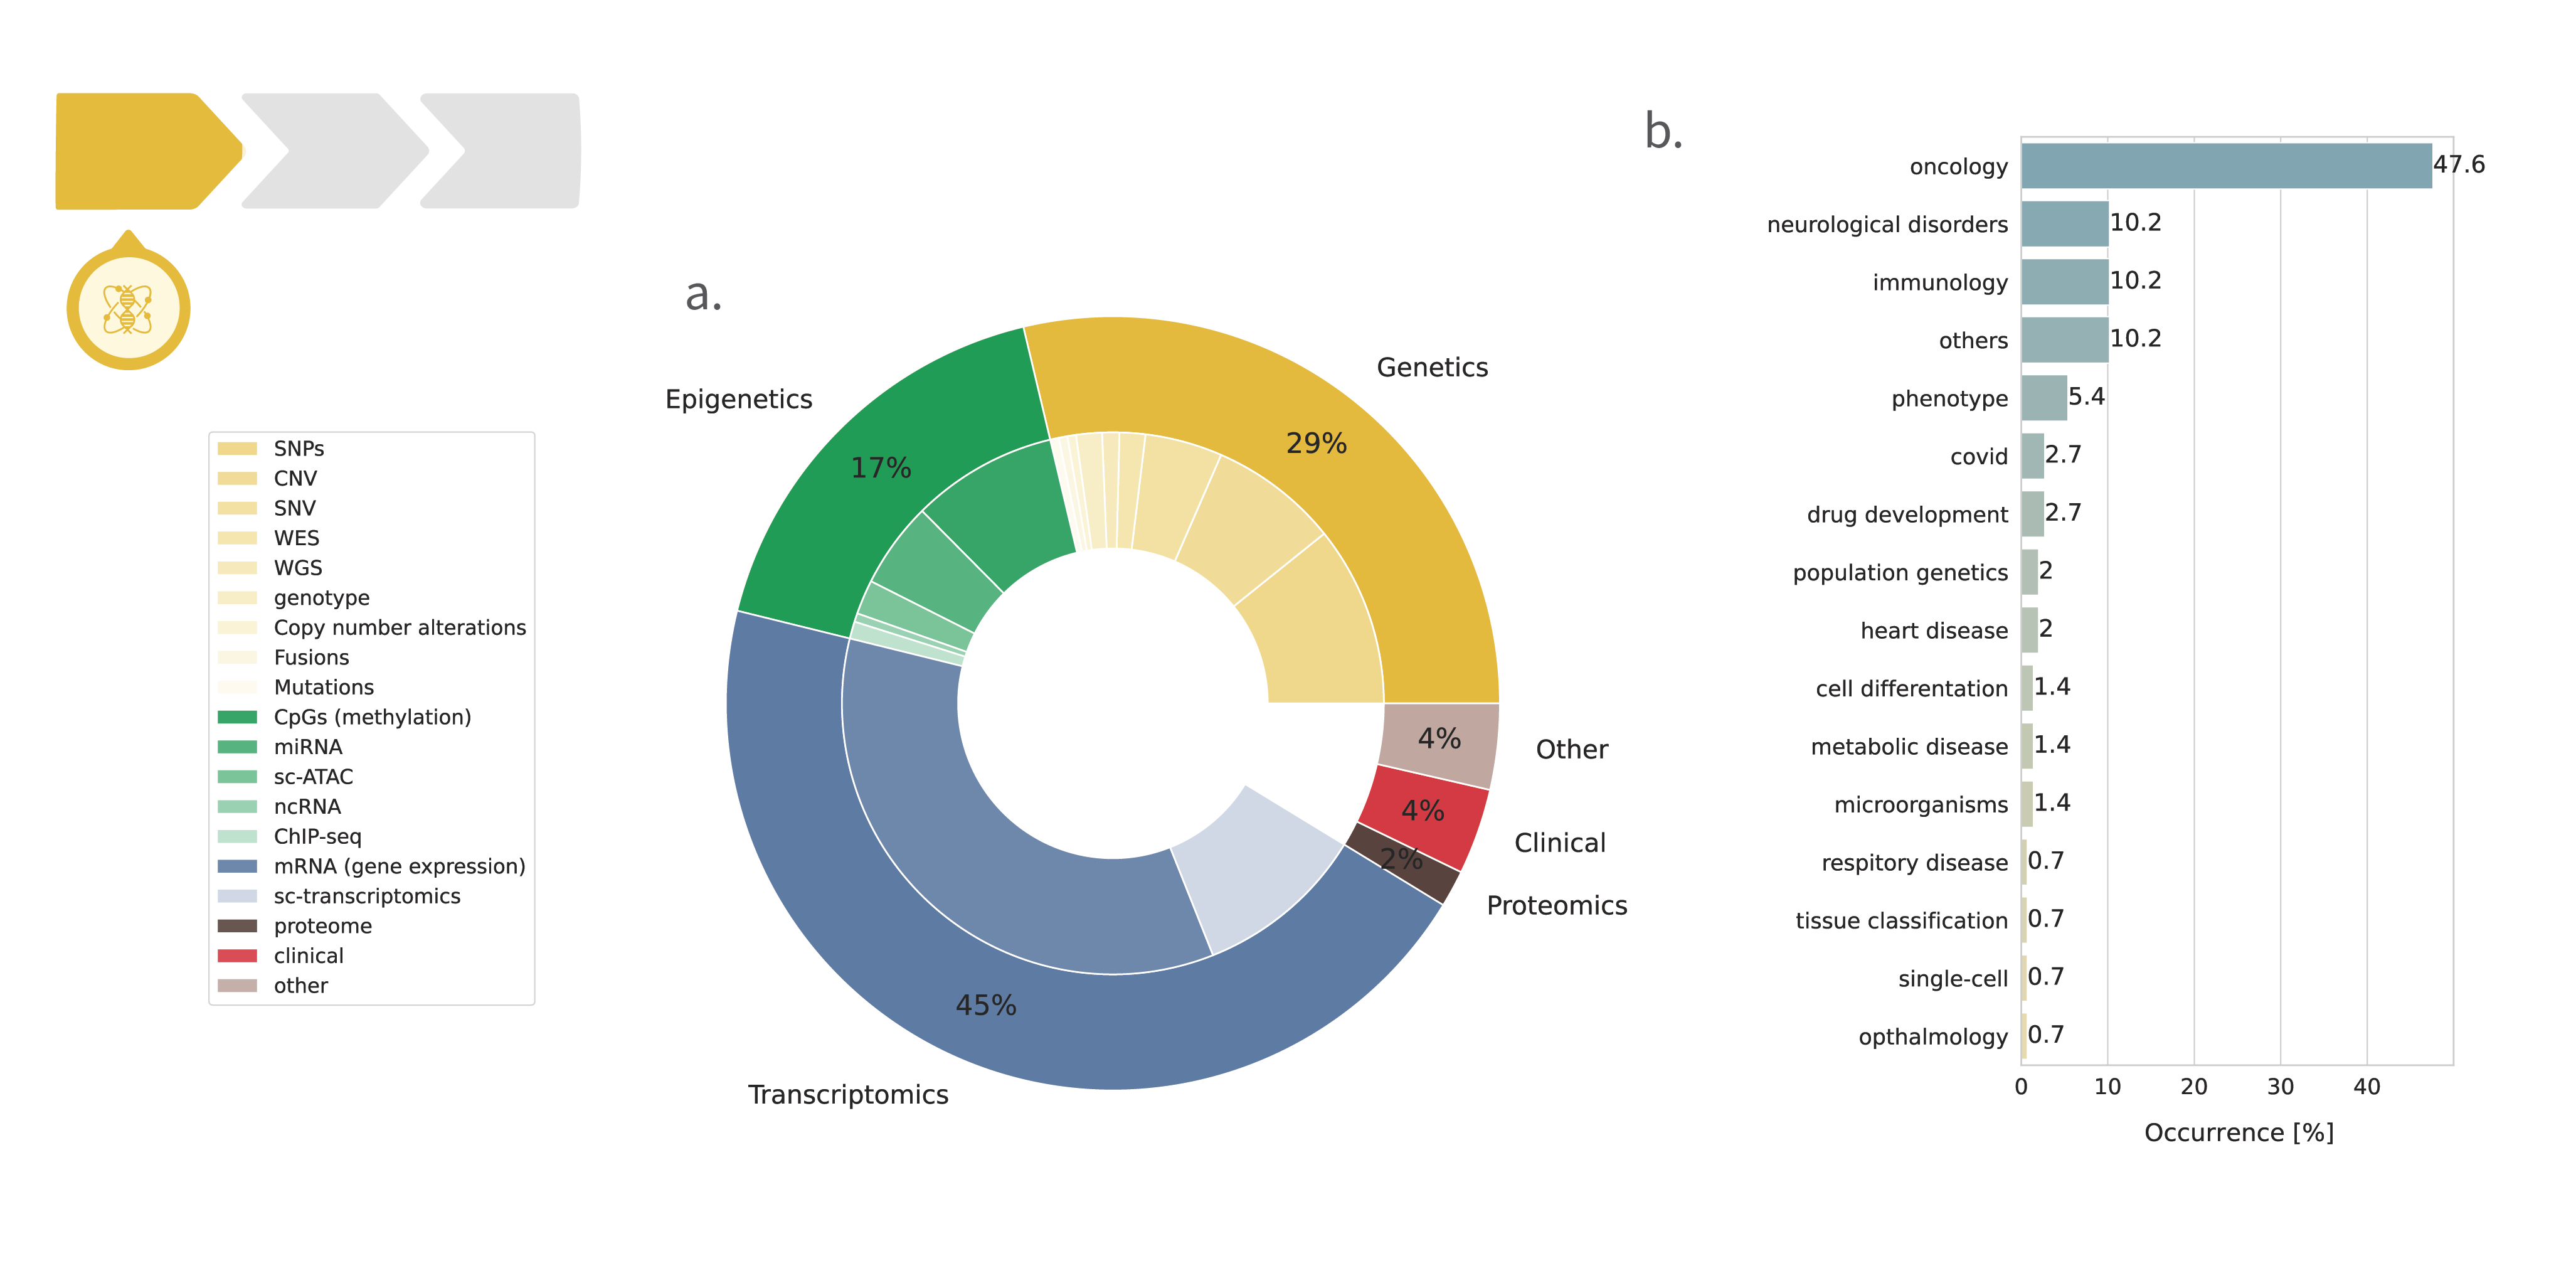 a.
Epigenetics
Genetics
17%
29%
45%
4%
4%
2%
Other
Clinical
Proteomics
Transcriptomics
SNPs
CNV
SNV
WES
WGS
genotype
Copy number alterations
Fusions
Mutations
CpGs (methylation)
miRNA
sc-ATAC
ncRNA
ChIP-seq
mRNA (gene expression)
sc-transcriptomics
proteome
clinical
other
b.
oncology 47.6
neurological disorders 10.2
immunology 10.2
others 10.2
phenotype 5.4
covid 2.7
drug development 2.7
population genetics 2
heart disease 2
cell differentation 1.4
metabolic disease 1.4
microorganisms 1.4
respitory disease 0.7
tissue classification 0.7
single-cell 0.7
opthalmology 0.7
0 10 20 30 40
Occurrence [%]